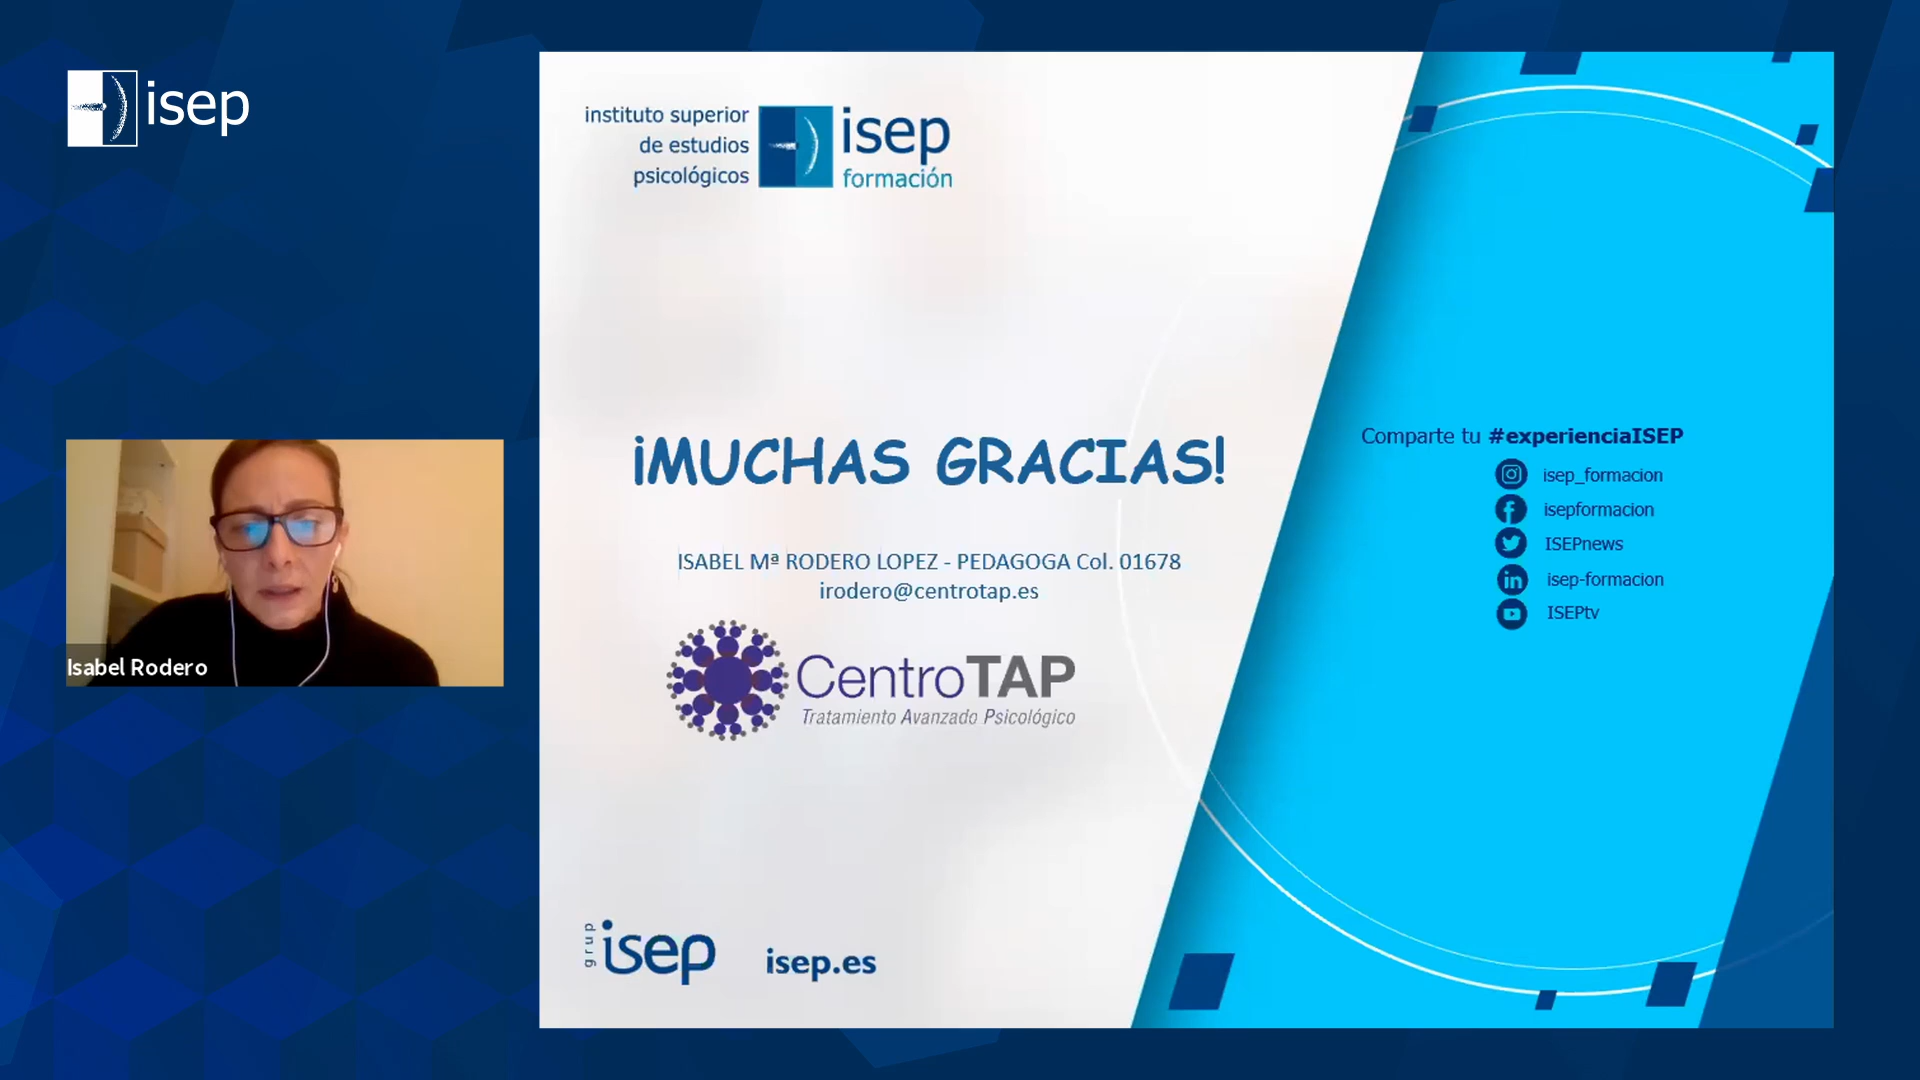 isep
instituto superior
de estudios
psicológicos
isep
formación
¡MUCHAS GRACIAS!
ISABEL Mª RODERO LOPEZ - PEDAGOGA Col. 01678
irodero@centrotap.es
CentroTAP
Tratamiento Avanzado Psicológico
Comparte tu #experienciaISEP
isep_formacion
isepformacion
ISEPnews
isep-formacion
ISEPtv
Isabel Rodero
grup isep
isep.es